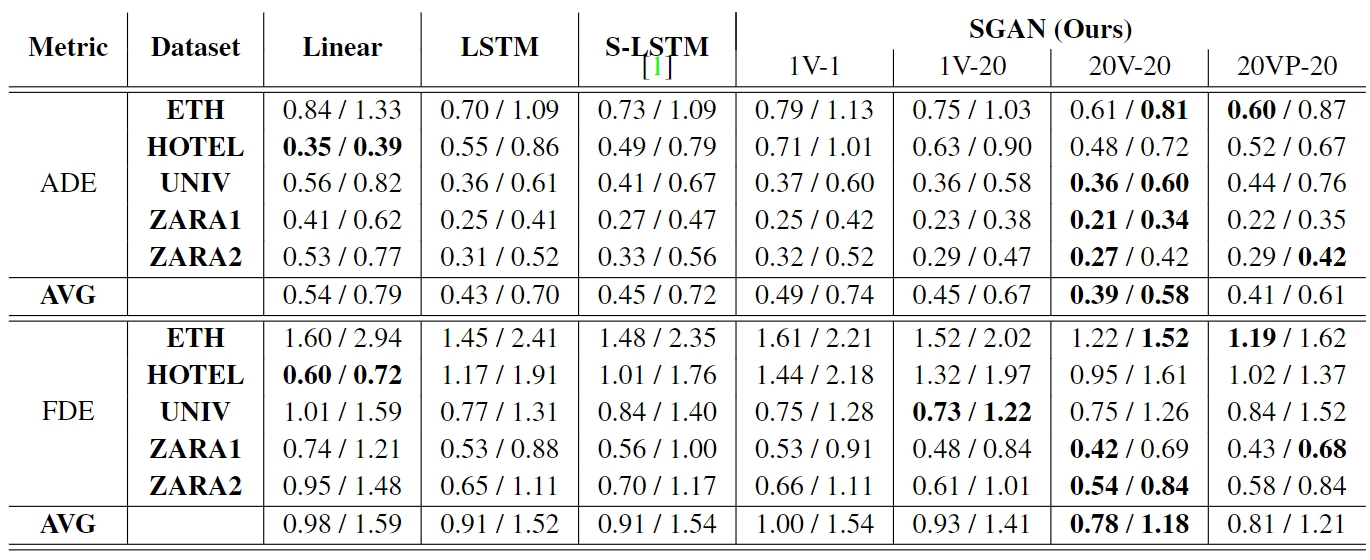 Metric Dataset Linear LSTM S-LSTM [1] SGAN (Ours)
1V-1 1V-20 20V-20 20VP-20
ADE ETH 0.84 / 1.33 0.70 / 1.09 0.73 / 1.09 0.79 / 1.13 0.75 / 1.03 0.61 / 0.81 0.60 / 0.87
HOTEL 0.35 / 0.39 0.55 / 0.86 0.49 / 0.79 0.71 / 1.01 0.63 / 0.90 0.48 / 0.72 0.52 / 0.67
UNIV 0.56 / 0.82 0.36 / 0.61 0.41 / 0.67 0.37 / 0.60 0.36 / 0.58 0.36 / 0.60 0.44 / 0.76
ZARA1 0.41 / 0.62 0.25 / 0.41 0.27 / 0.47 0.25 / 0.42 0.23 / 0.38 0.21 / 0.34 0.22 / 0.35
ZARA2 0.53 / 0.77 0.31 / 0.52 0.33 / 0.56 0.32 / 0.52 0.29 / 0.47 0.27 / 0.42 0.29 / 0.42
AVG 0.54 / 0.79 0.43 / 0.70 0.45 / 0.72 0.49 / 0.74 0.45 / 0.67 0.39 / 0.58 0.41 / 0.61
FDE ETH 1.60 / 2.94 1.45 / 2.41 1.48 / 2.35 1.61 / 2.21 1.52 / 2.02 1.22 / 1.52 1.19 / 1.62
HOTEL 0.60 / 0.72 1.17 / 1.91 1.01 / 1.76 1.44 / 2.18 1.32 / 1.97 0.95 / 1.61 1.02 / 1.37
UNIV 1.01 / 1.59 0.77 / 1.31 0.84 / 1.40 0.75 / 1.28 0.73 / 1.22 0.75 / 1.26 0.84 / 1.52
ZARA1 0.74 / 1.21 0.53 / 0.88 0.56 / 1.00 0.53 / 0.91 0.48 / 0.84 0.42 / 0.69 0.43 / 0.68
ZARA2 0.95 / 1.48 0.65 / 1.11 0.70 / 1.17 0.66 / 1.11 0.61 / 1.01 0.54 / 0.84 0.58 / 0.84
AVG 0.98 / 1.59 0.91 / 1.52 0.91 / 1.54 1.00 / 1.54 0.93 / 1.41 0.78 / 1.18 0.81 / 1.21